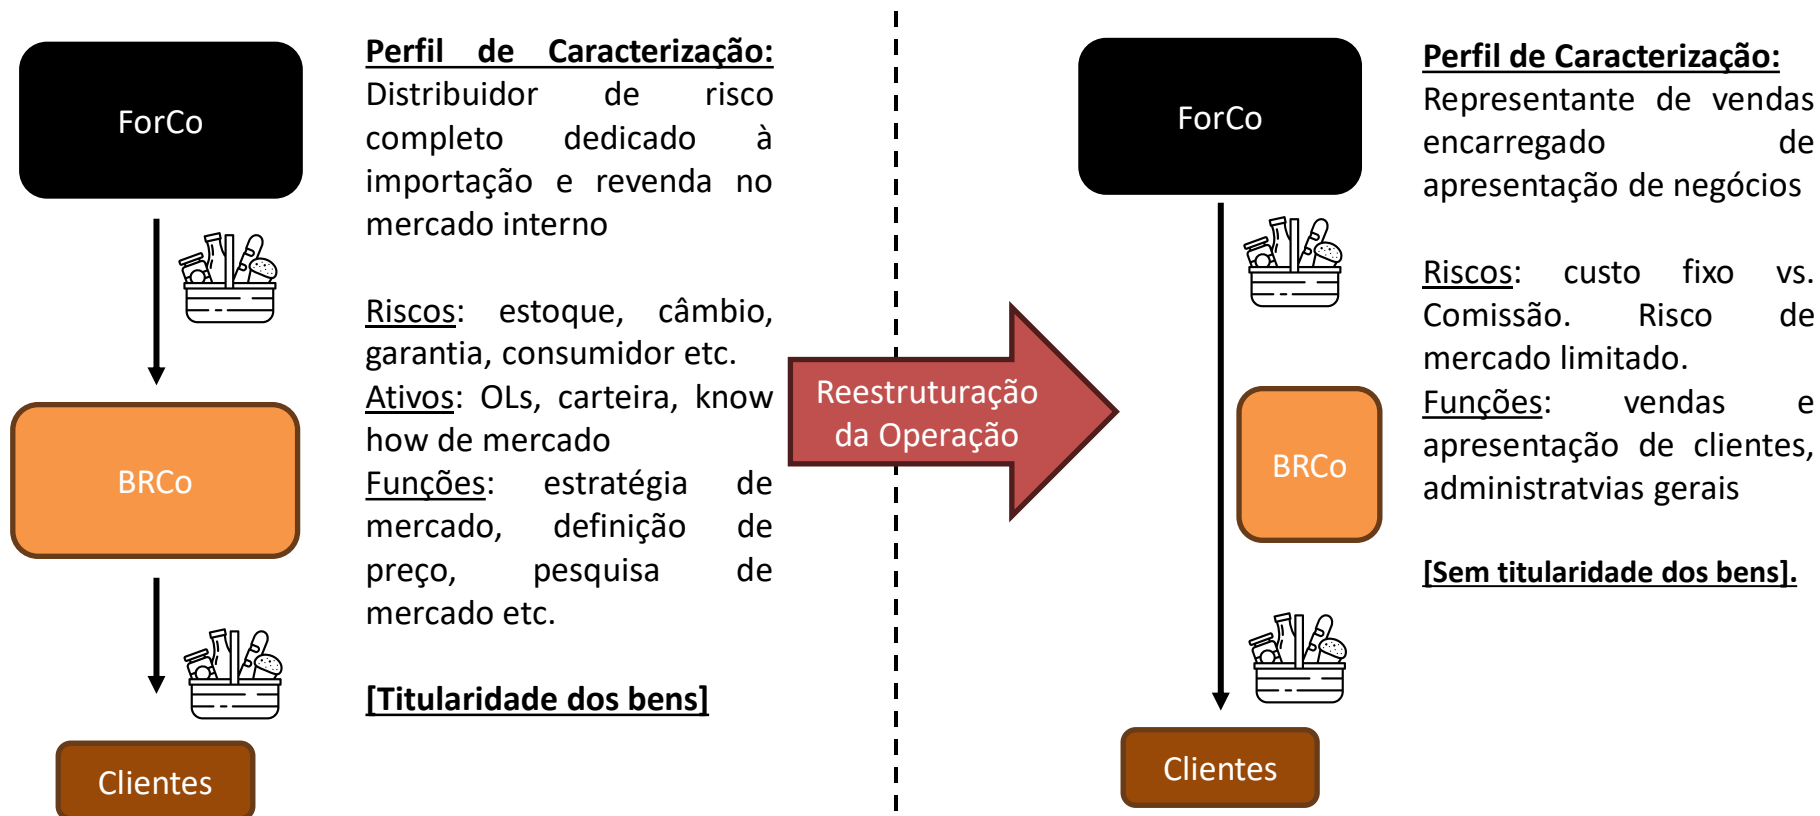 ForCo
BRCo
Clientes
Perfil de Caracterização:
Distribuidor de risco
completo dedicado à
importação e revenda no
mercado interno
Riscos: estoque, câmbio,
garantia, consumidor etc.
Ativos: OLs, carteira, know
how de mercado
Funções: estratégia de
mercado, definição de
preço, pesquisa de
mercado etc.
[Titularidade dos bens]
Reestruturação
da Operação
ForCo
BRCo
Clientes
Perfil de Caracterização:
Representante de vendas
encarregado de
apresentação de negócios
Riscos: custo fixo vs.
Comissão. Risco de
mercado limitado.
Funções: vendas e
apresentação de clientes,
administratvias gerais
[Sem titularidade dos bens].